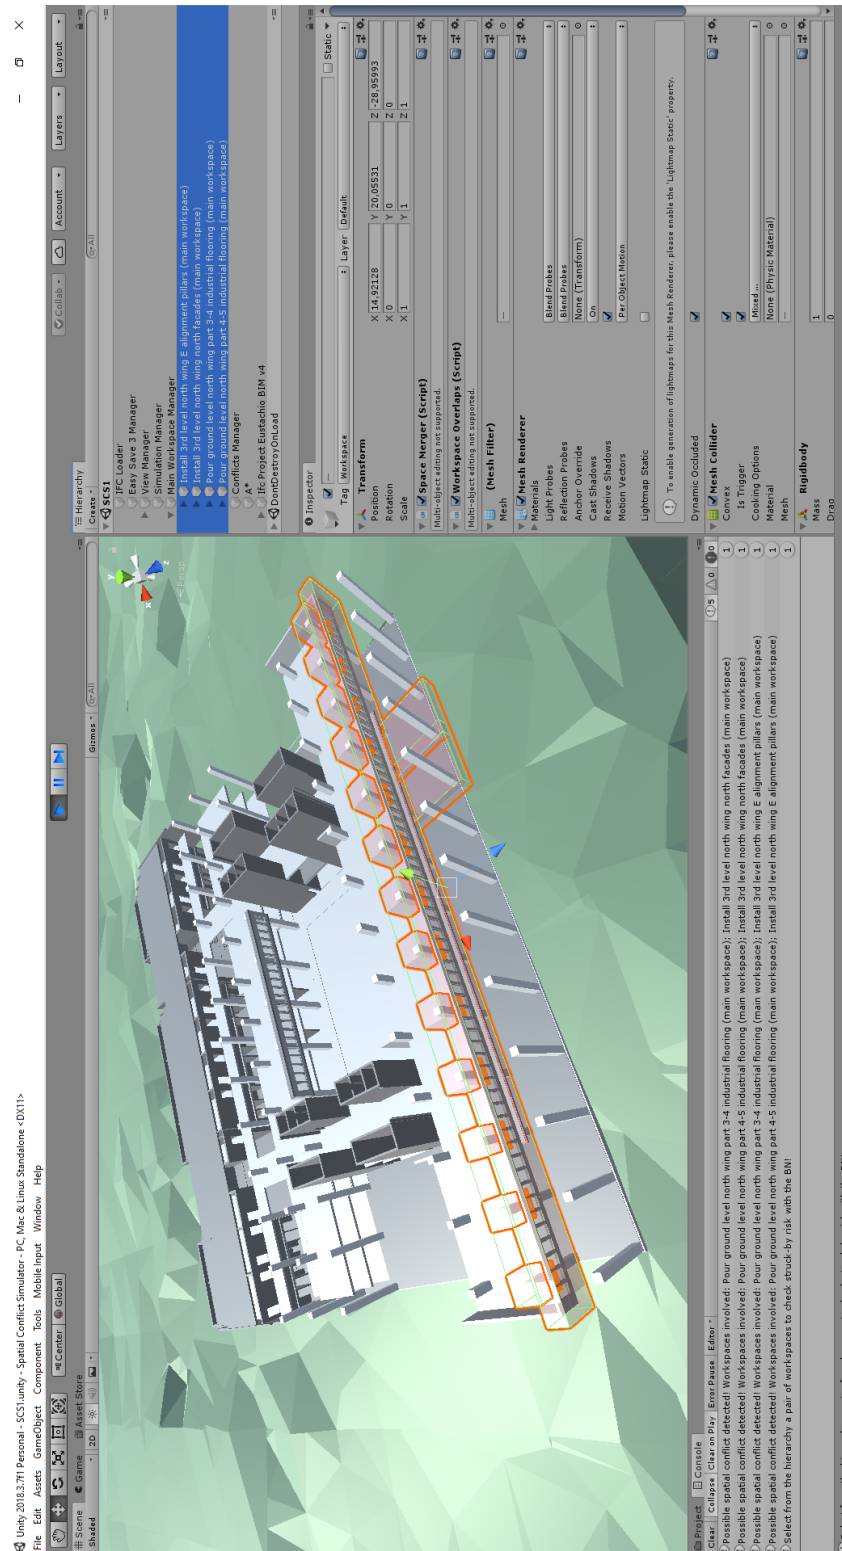 Unity 2018.3.7f1 Personal - SCS1.unity - Spatial Conflict Simulator - PC, Mac & Linux Standalone <DX11>
File Edit Assets GameObject Component Tools Mobile Input Window Help
Center Global
Collab Account Layers Layout
Scene Game Asset Store
Shaded 2D Gizmos All
Persp
y
x
z
Hierarchy
Create All
SCS1
IFC Loader
Easy Save 3 Manager
View Manager
Simulation Manager
Main Workspace Manager
Install 3rd level north wing E alignment pillars (main workspace)
Install 3rd level north wing north facades (main workspace)
Pour ground level north wing part 3-4 industrial flooring (main workspace)
Pour ground level north wing part 4-5 industrial flooring (main workspace)
Conflicts Manager
A*
Ifc Project Eustachio BIM v4
DontDestroyOnLoad
Inspector
— Static
Tag Workspace Layer Default
Transform
Position X 14,92128 Y 20,05531 Z -28,95993
Rotation X 0 Y 0 Z 0
Scale X 1 Y 1 Z 1
Space Merger (Script)
Multi-object editing not supported.
Workspace Overlaps (Script)
Multi-object editing not supported.
(Mesh Filter)
Mesh —
Mesh Renderer
Materials
Light Probes Blend Probes
Reflection Probes Blend Probes
Anchor Override None (Transform)
Cast Shadows On
Receive Shadows
Motion Vectors Per Object Motion
Lightmap Static
To enable generation of lightmaps for this Mesh Renderer, please enable the 'Lightmap Static' property.
Dynamic Occluded
Mesh Collider
Convex
Is Trigger
Cooking Options Mixed ...
Material None (Physic Material)
Mesh —
Rigidbody
Mass 1
Drag 0
Project Console
Clear Collapse Clear on Play Error Pause Editor 5 0 0
Possible spatial conflict detected! Workspaces involved: Pour ground level north wing part 3-4 industrial flooring (main workspace); Install 3rd level north wing north facades (main workspace) 1
Possible spatial conflict detected! Workspaces involved: Pour ground level north wing part 4-5 industrial flooring (main workspace); Install 3rd level north wing north facades (main workspace) 1
Possible spatial conflict detected! Workspaces involved: Pour ground level north wing part 3-4 industrial flooring (main workspace); Install 3rd level north wing E alignment pillars (main workspace) 1
Possible spatial conflict detected! Workspaces involved: Pour ground level north wing part 4-5 industrial flooring (main workspace); Install 3rd level north wing E alignment pillars (main workspace) 1
Select from the hierarchy a pair of workspaces to check struck-by risk with the BN! 1